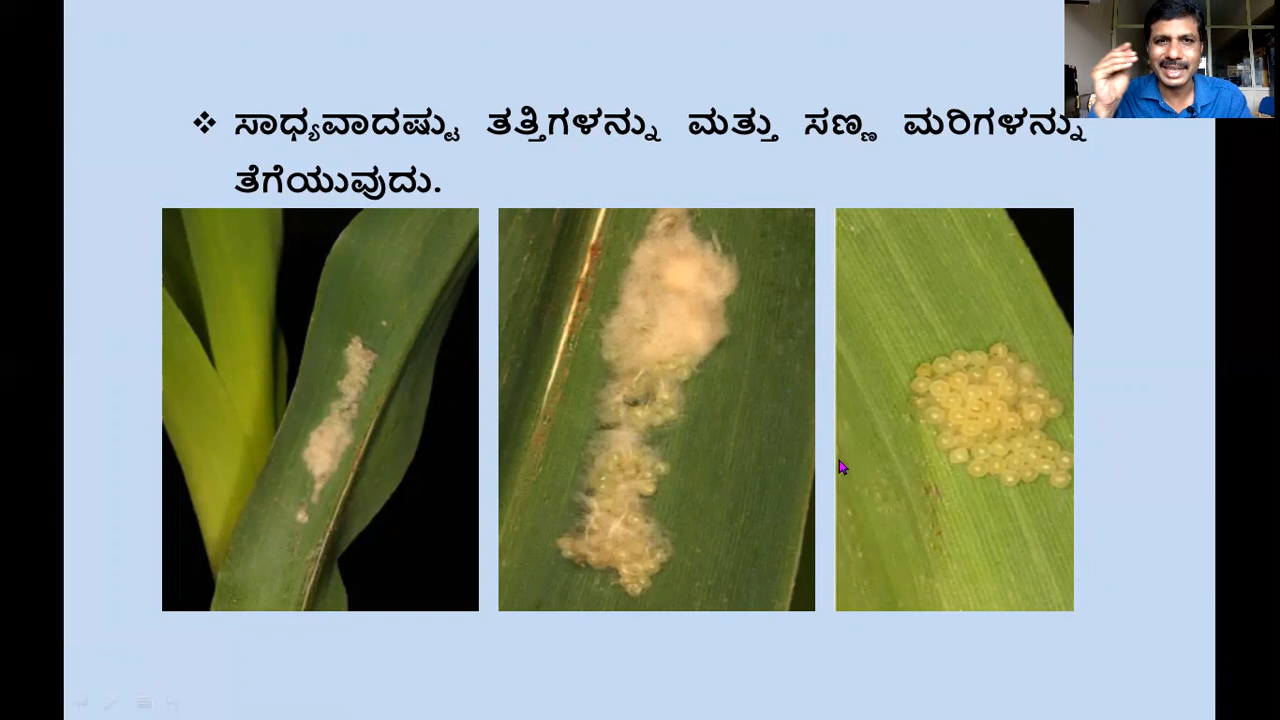 ❖ ಸಾಧ್ಯವಾದಷ್ಟು ತತ್ತಿಗಳನ್ನು ಮತ್ತು ಸಣ್ಣ ಮರಿಗಳನ್ನು
ತೆಗೆಯುವುದು.